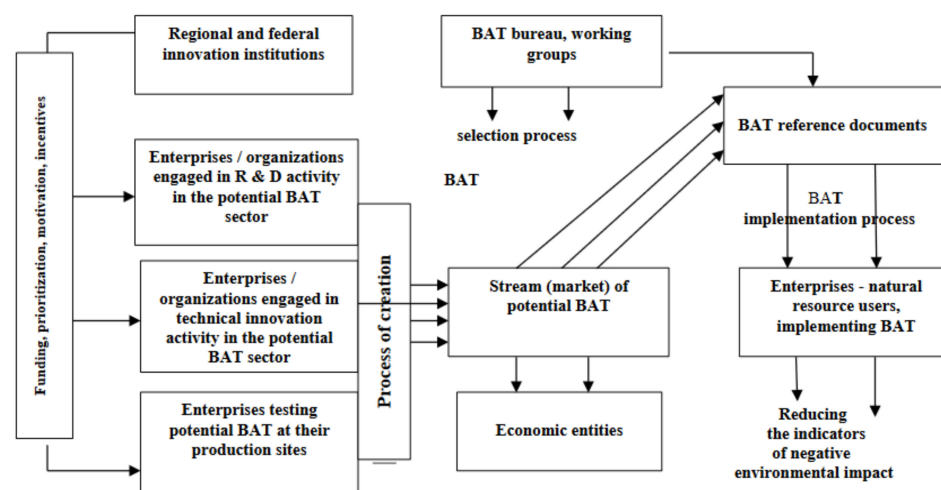 Funding, prioritization, motivation, incentives
Regional and federal
innovation institutions
Enterprises / organizations
engaged in R & D activity
in the potential BAT
sector
Enterprises /
organizations engaged in
technical innovation
activity in the potential
BAT sector
Enterprises testing
potential BAT at their
production sites
Process of creation
BAT bureau, working
groups
selection process
BAT
Stream (market) of
potential BAT
Economic entities
BAT reference documents
BAT
implementation process
Enterprises - natural
resource users,
implementing BAT
Reducing
the indicators
of negative
environmental impact